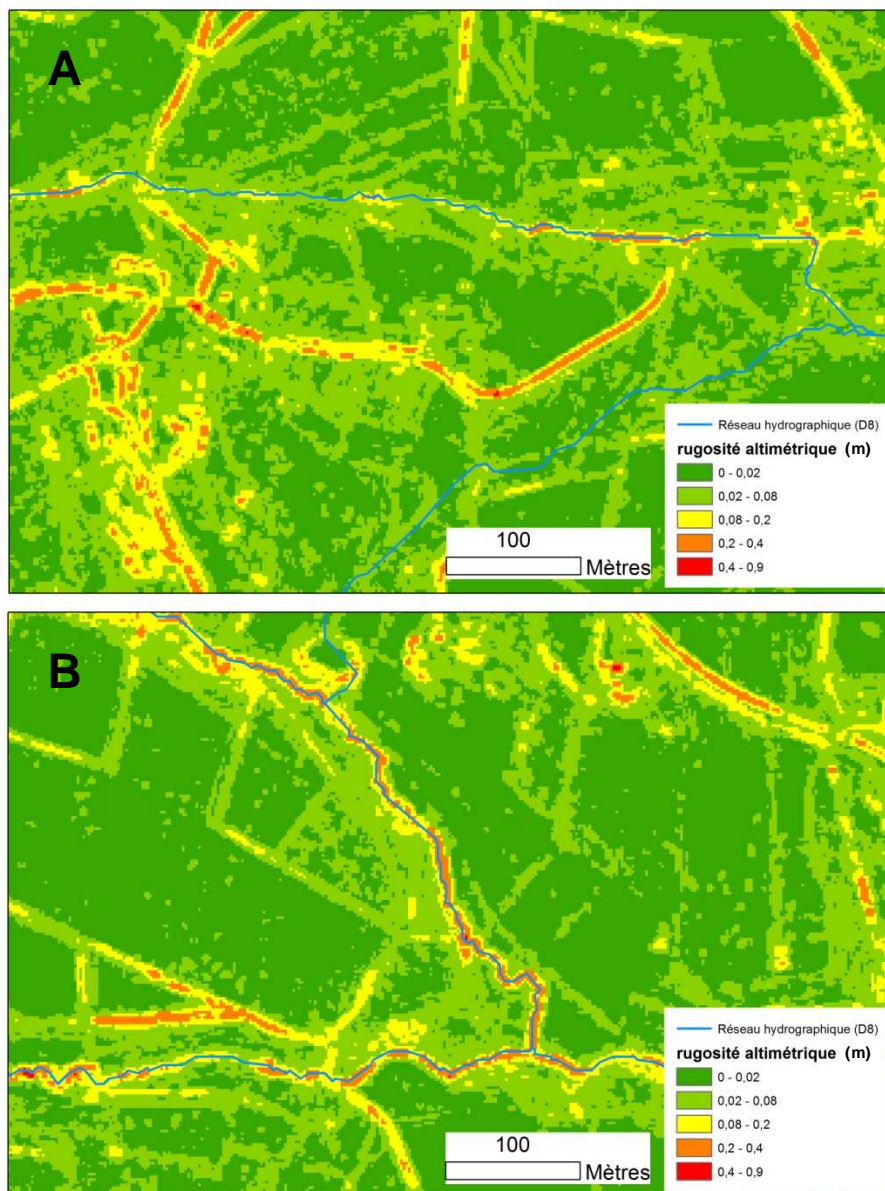 A
Réseau hydrographique (D8)
rugosité altimétrique (m)
0 - 0,02
0,02 - 0,08
0,08 - 0,2
0,2 - 0,4
0,4 - 0,9
100
Mètres
B
Réseau hydrographique (D8)
rugosité altimétrique (m)
0 - 0,02
0,02 - 0,08
0,08 - 0,2
0,2 - 0,4
0,4 - 0,9
100
Mètres